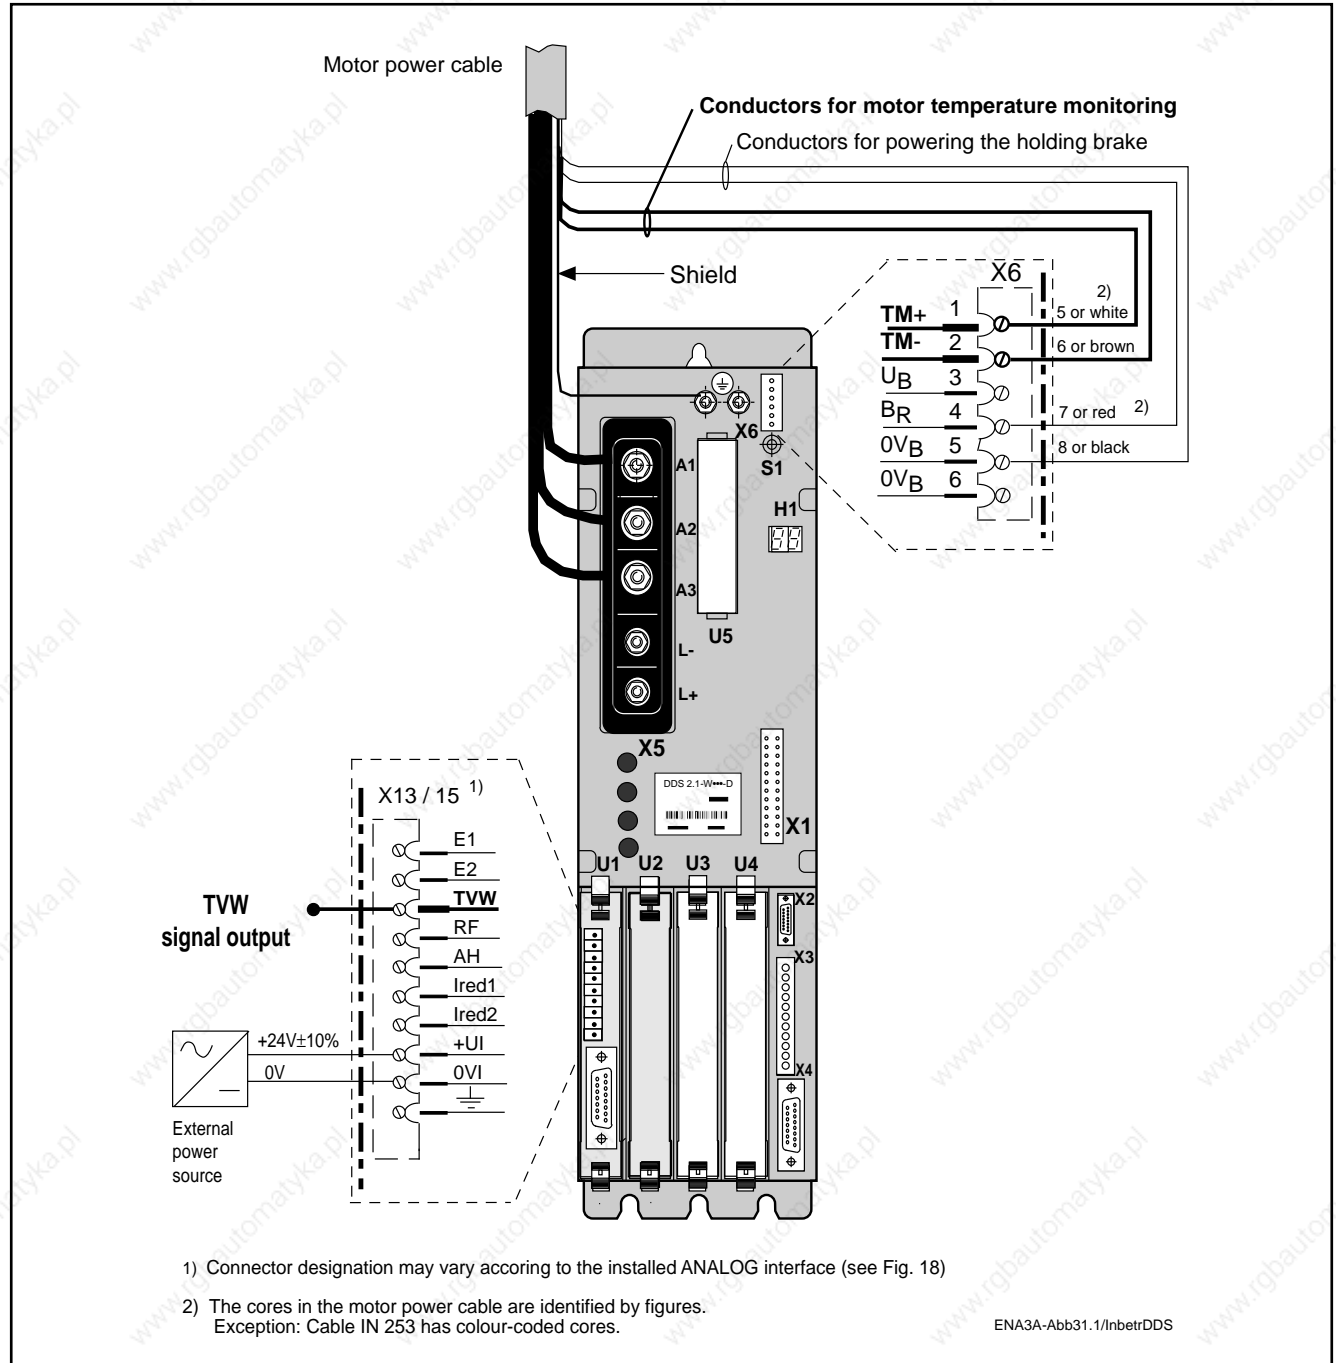 Motor power cable
Conductors for motor temperature monitoring
Conductors for powering the holding brake
Shield
X6
2)
TM+ 1 5 or white
TM- 2 6 or brown
UB 3
BR 4 7 or red 2)
0VB 5 8 or black
0VB 6
X6
S1
A1
H1
A2
A3
U5
L-
L+
X5
DDS 2.1-W•••-D
X1
U1 U2 U3 U4
X2
X3
X4
X13 / 15 1)
E1
E2
TVW
TVW
signal output
RF
AH
Ired1
Ired2
+24V±10% +UI
0V 0VI
External
power
source
1) Connector designation may vary accoring to the installed ANALOG interface (see Fig. 18)
2) The cores in the motor power cable are identified by figures.
Exception: Cable IN 253 has colour-coded cores.
ENA3A-Abb31.1/InbetrDDS
www.rgbautomatyka.pl